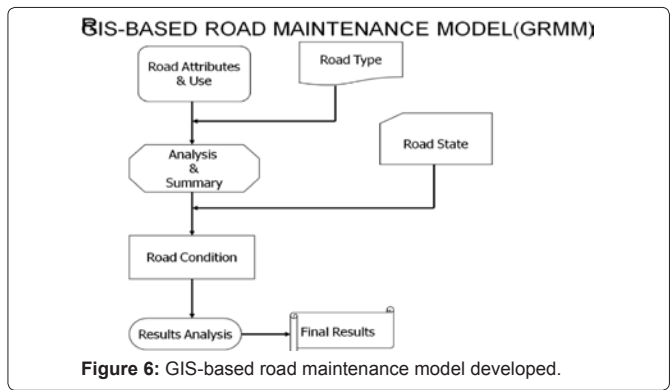 GIS-BASED ROAD MAINTENANCE MODEL(GRMM)
Road Attributes
& Use
Road Type
Road State
Analysis
&
Summary
Road Condition
Results Analysis
Final Results
Figure 6: GIS-based road maintenance model developed.